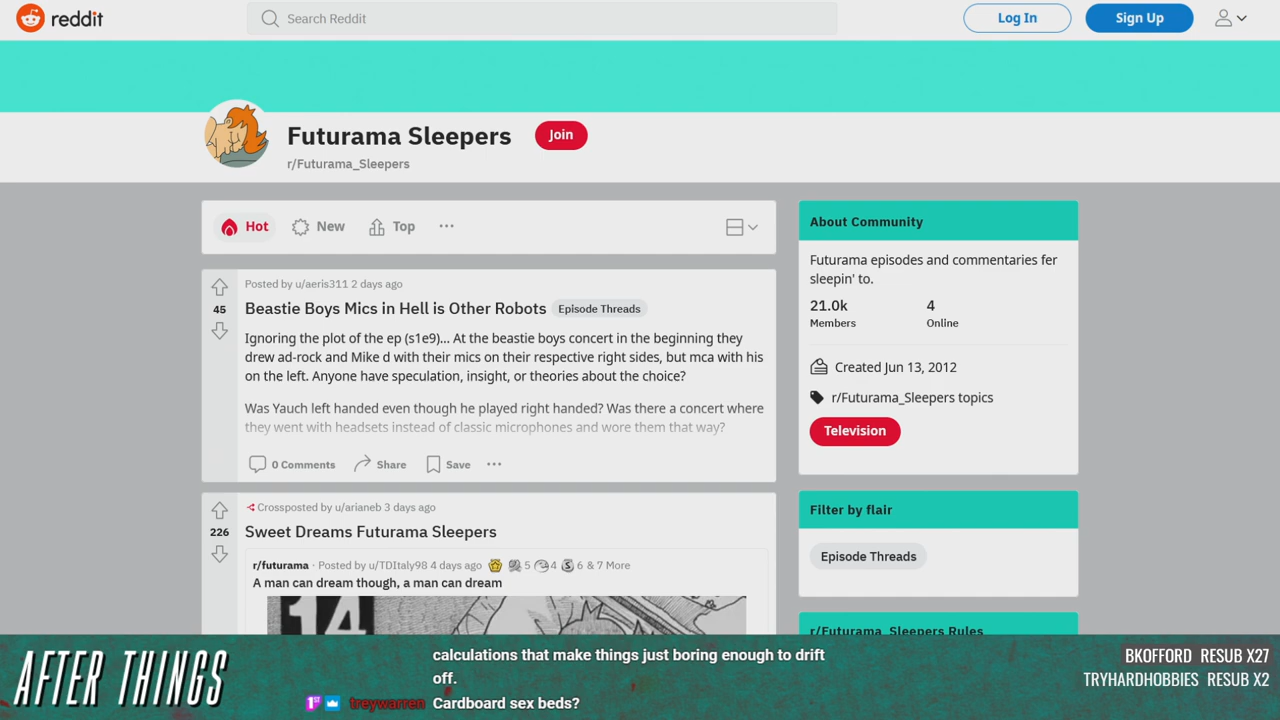 reddit
Search Reddit
Log In
Sign Up
Futurama Sleepers
Join
r/Futurama_Sleepers
Hot
New
Top
Posted by u/aeris311 2 days ago
45
Beastie Boys Mics in Hell is Other Robots
Episode Threads
Ignoring the plot of the ep (s1e9)... At the beastie boys concert in the beginning they
drew ad-rock and Mike d with their mics on their respective right sides, but mca with his
on the left. Anyone have speculation, insight, or theories about the choice?
Was Yauch left handed even though he played right handed? Was there a concert where
they went with headsets instead of classic microphones and wore them that way?
0 Comments
Share
Save
Crossposted by u/arianeb 3 days ago
226
Sweet Dreams Futurama Sleepers
r/futurama · Posted by u/TDItaly98 4 days ago 5 4 6 & 7 More
A man can dream though, a man can dream
14
About Community
Futurama episodes and commentaries fer
sleepin' to.
21.0k
Members
4
Online
Created Jun 13, 2012
r/Futurama_Sleepers topics
Television
Filter by flair
Episode Threads
r/Futurama_Sleepers Rules
AFTER THINGS
calculations that make things just boring enough to drift
off.
treywarren Cardboard sex beds?
BKOFFORD RESUB X27
TRYHARDHOBBIES RESUB X2